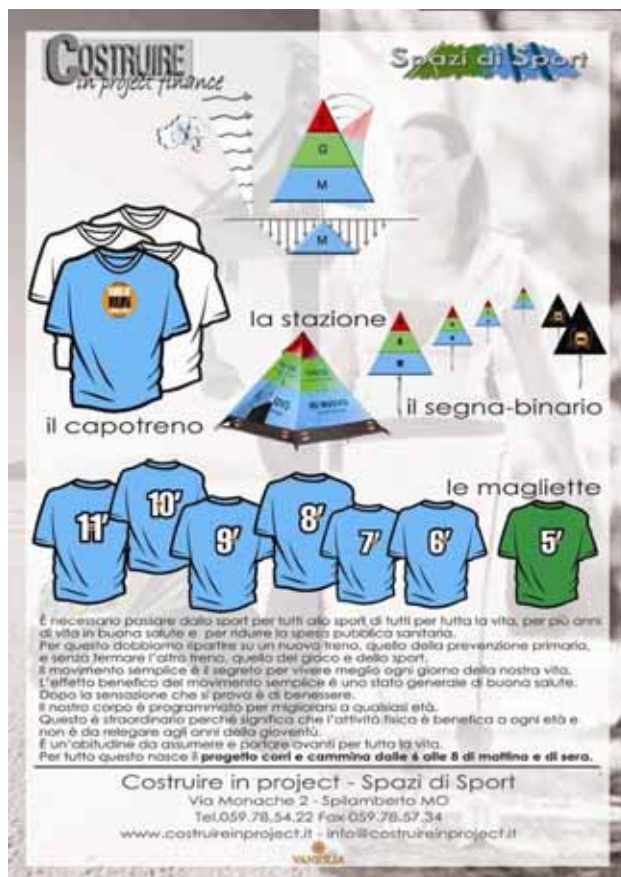 COSTRUIRE
in project finance
Spazi di Sport
G
M
M
RUN
la stazione
il capotreno
il segna-binario
G
M
le magliette
11' 10' 9' 8' 7' 6' 5'
È necessario passare dallo sport per tutti allo sport di tutti per tutta la vita, per più anni
di vita in buona salute e per ridurre la spesa pubblica sanitaria.
Per questo dobbiamo ripartire su un nuovo treno, quello della prevenzione primaria,
e senza fermare l'altro treno, quello del gioco e dello sport.
Il movimento semplice è il segreto per vivere meglio ogni giorno della nostra vita.
L'effetto benefico del movimento semplice è uno stato generale di buona salute.
Dopo la sensazione che si prova è di benessere.
Il nostro corpo è programmato per migliorarsi a qualsiasi età.
Questo è straordinario perché significa che l'attività fisica è benefica a ogni età e
non è da relegare agli anni della gioventù.
È un'abitudine da assumere e portare avanti per tutta la vita.
Per tutto questo nasce il progetto corri e cammina dalle 6 alle 8 di mattina e di sera.
Costruire in project - Spazi di Sport
Via Monache 2 - Spilamberto MO
Tel.059.78.54.22 Fax 059.78.57.34
www.costruireinproject.it - info@costruireinproject.it